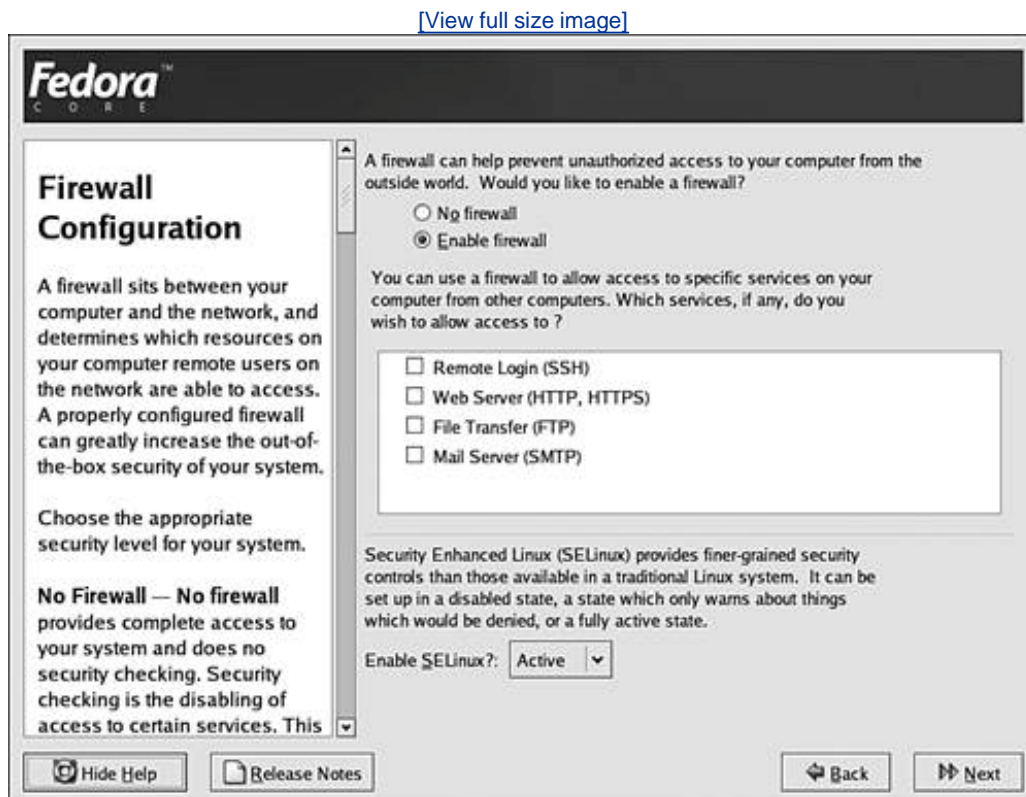 [View full size image]
Fedora™
CORE
Firewall
Configuration
A firewall sits between your
computer and the network, and
determines which resources on
your computer remote users on
the network are able to access.
A properly configured firewall
can greatly increase the out-of-
the-box security of your system.
Choose the appropriate
security level for your system.
No Firewall — No firewall
provides complete access to
your system and does no
security checking. Security
checking is the disabling of
access to certain services. This
A firewall can help prevent unauthorized access to your computer from the
outside world. Would you like to enable a firewall?
No firewall
Enable firewall
You can use a firewall to allow access to specific services on your
computer from other computers. Which services, if any, do you
wish to allow access to ?
Remote Login (SSH)
Web Server (HTTP, HTTPS)
File Transfer (FTP)
Mail Server (SMTP)
Security Enhanced Linux (SELinux) provides finer-grained security
controls than those available in a traditional Linux system. It can be
set up in a disabled state, a state which only warns about things
which would be denied, or a fully active state.
Enable SELinux?: Active
Hide Help
Release Notes
Back
Next